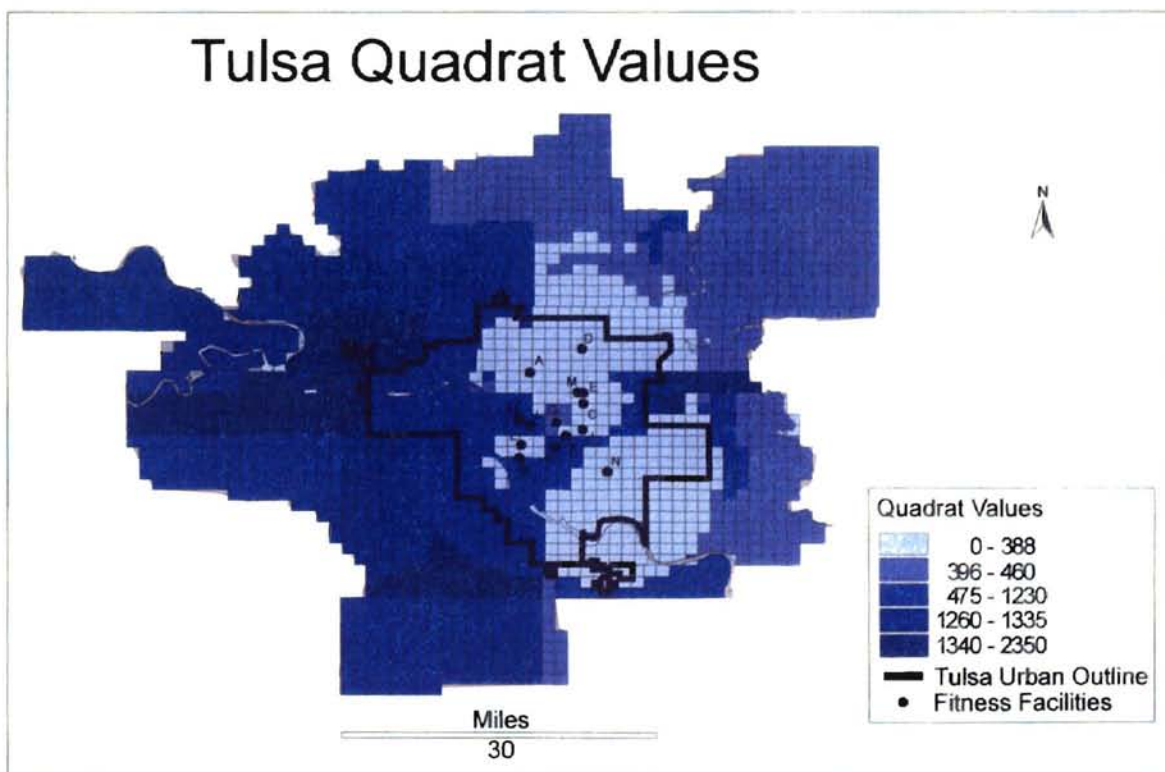 Tulsa Quadrat Values
N
D
A
M E
C
N
Quadrat Values
0 - 388
396 - 460
475 - 1230
1260 - 1335
1340 - 2350
Tulsa Urban Outline
Fitness Facilities
Miles
30